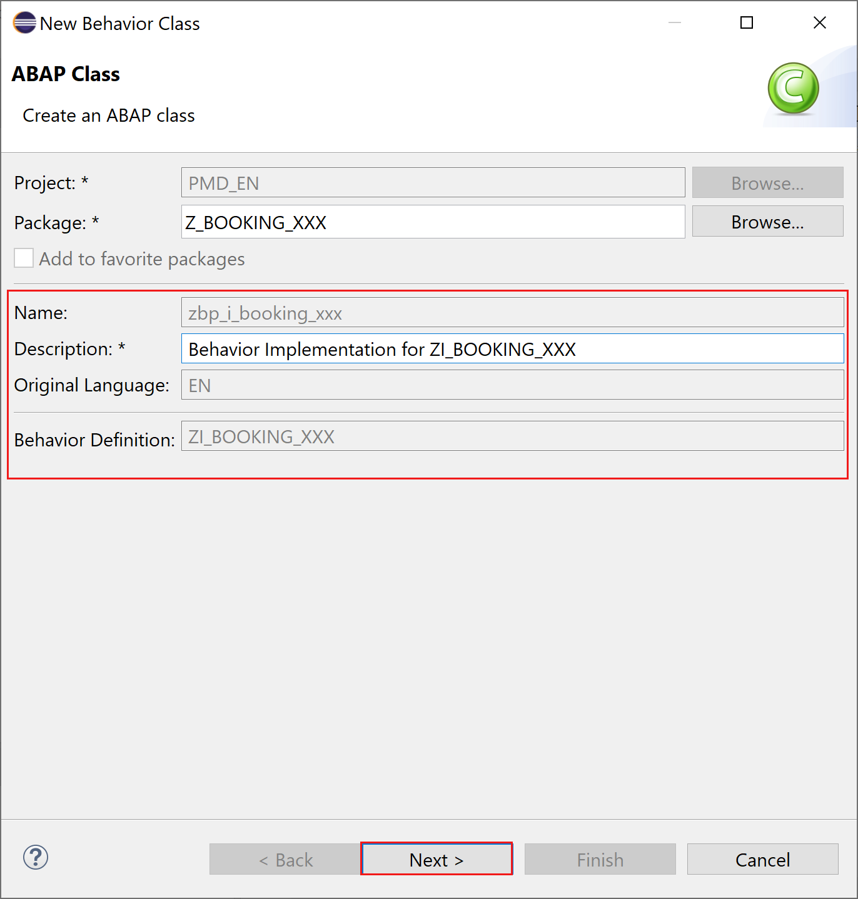 New Behavior Class
ABAP Class
Create an ABAP class
Project: * PMD_EN Browse...
Package: * Z_BOOKING_XXX Browse...
Add to favorite packages
Name: zbp_i_booking_xxx
Description: * Behavior Implementation for ZI_BOOKING_XXX
Original Language: EN
Behavior Definition: ZI_BOOKING_XXX
? < Back Next > Finish Cancel